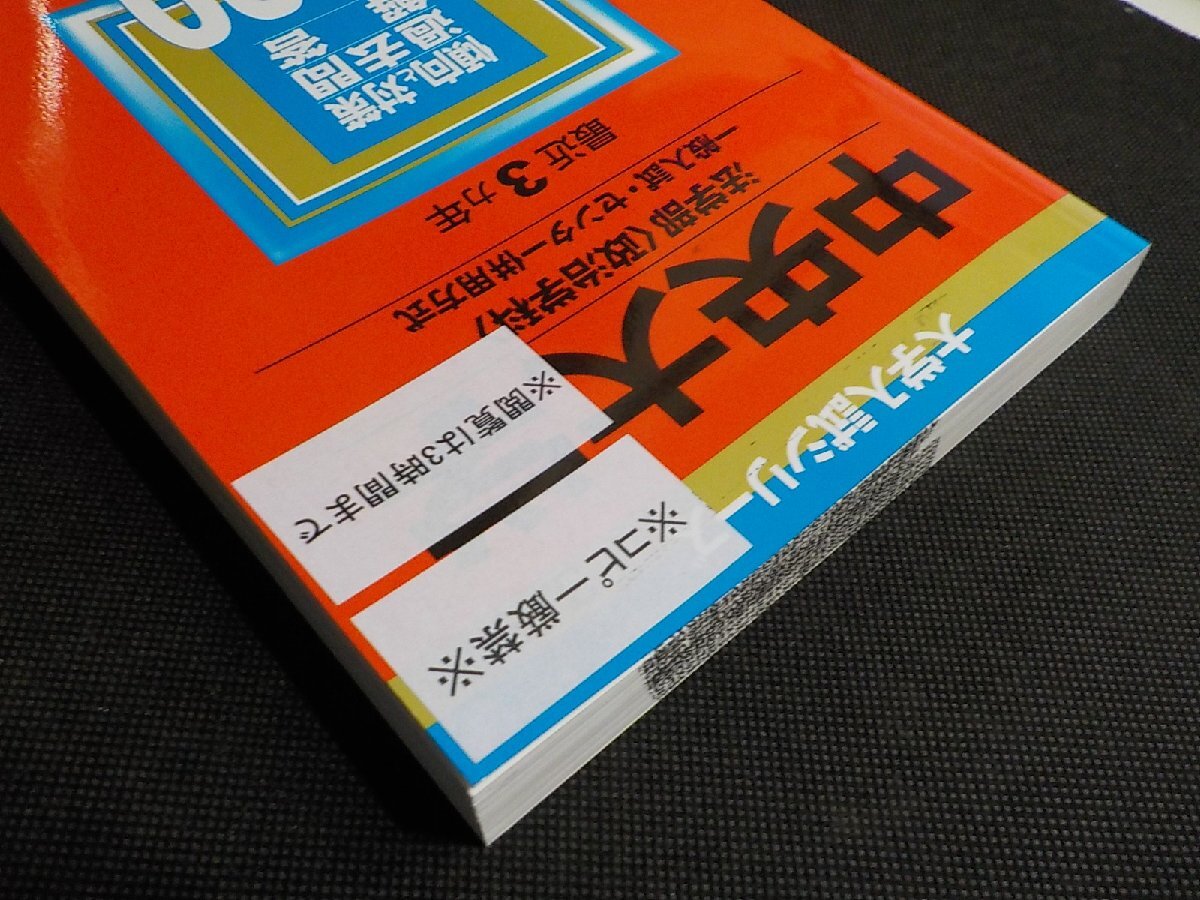 大学入試シリーズ
中央大
法学部〈政治学科/
一般入試・センター併用方式
最近3カ年
傾向と対策
過去問
解答
※コピー厳禁※
※閲覧は3時間まで